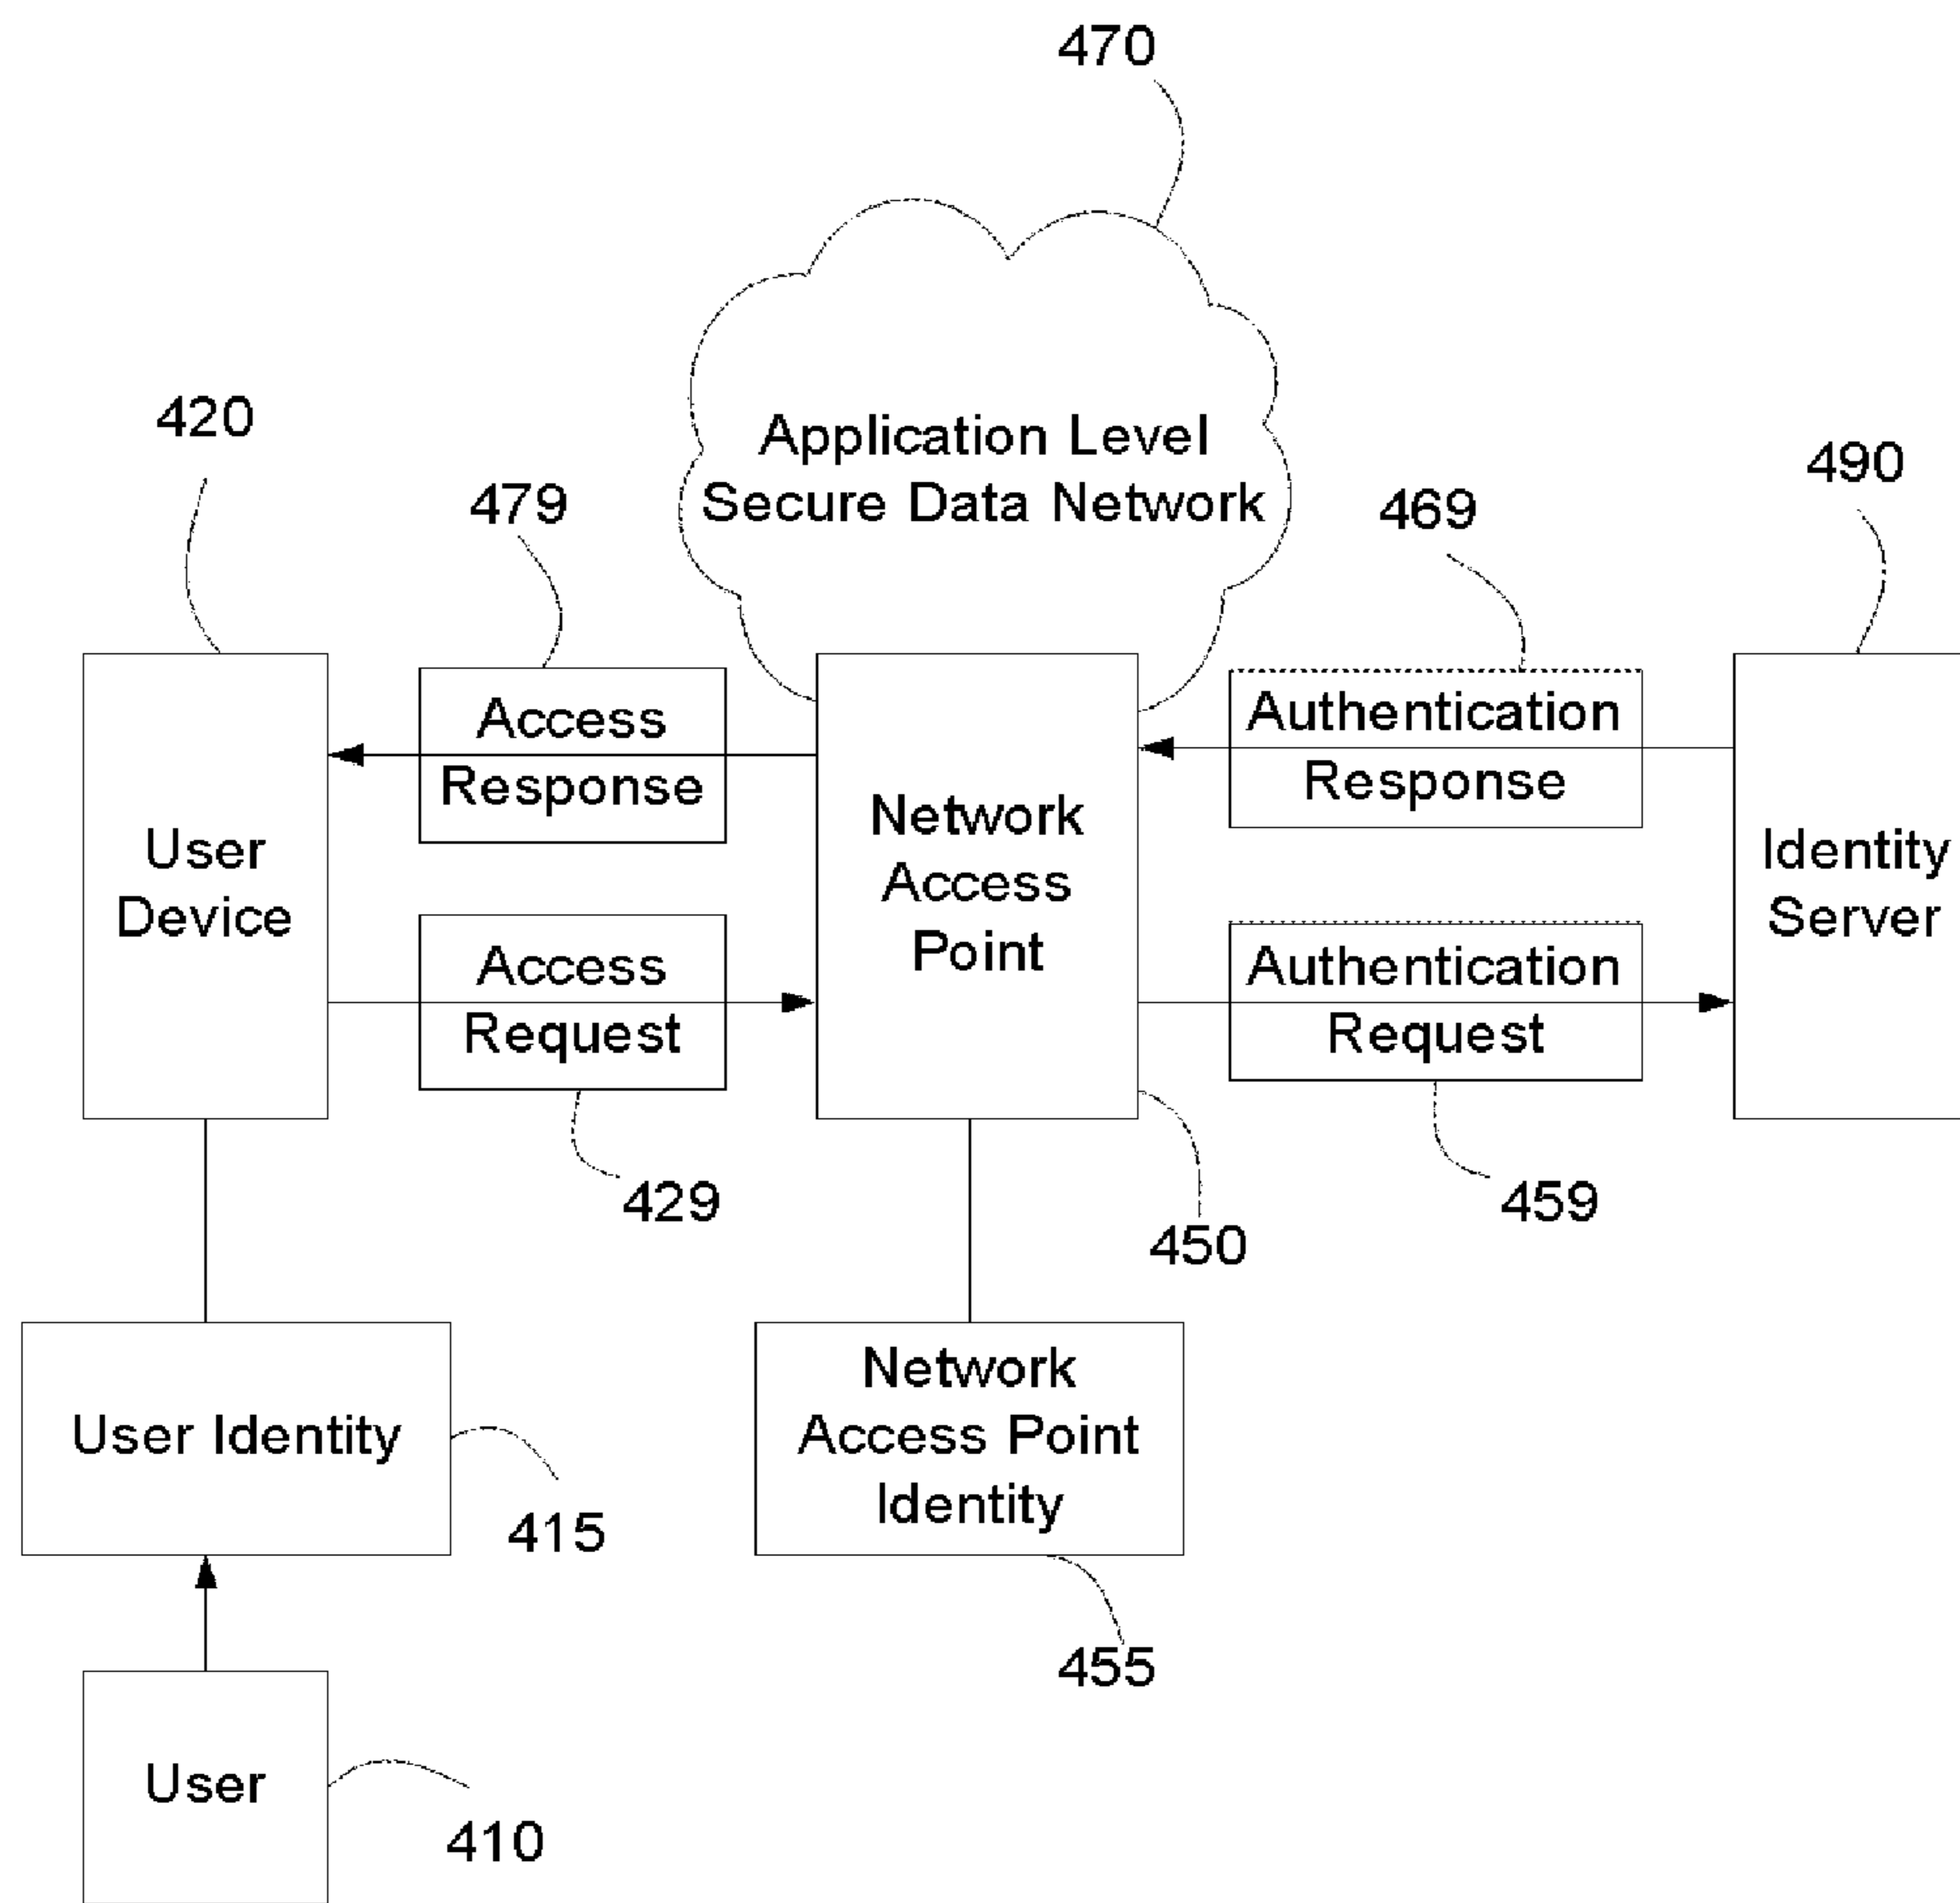 470
Application Level
Secure Data Network
420
479
469
490
User
Device
Access
Response
Network
Access
Point
Authentication
Response
Identity
Server
Access
Request
Authentication
Request
429
450
459
User Identity
415
Network
Access Point
Identity
455
User
410